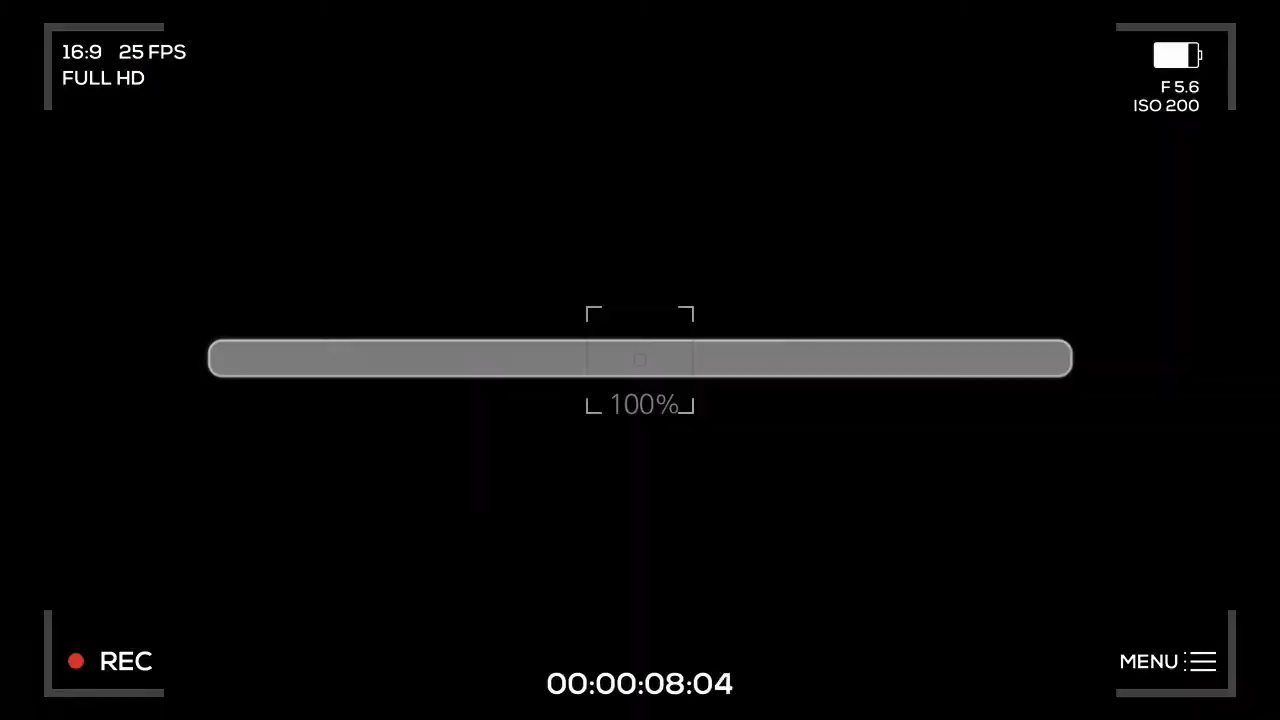 16:9 25 FPS
FULL HD
F 5.6
ISO 200
100%
REC
MENU
00:00:08:04